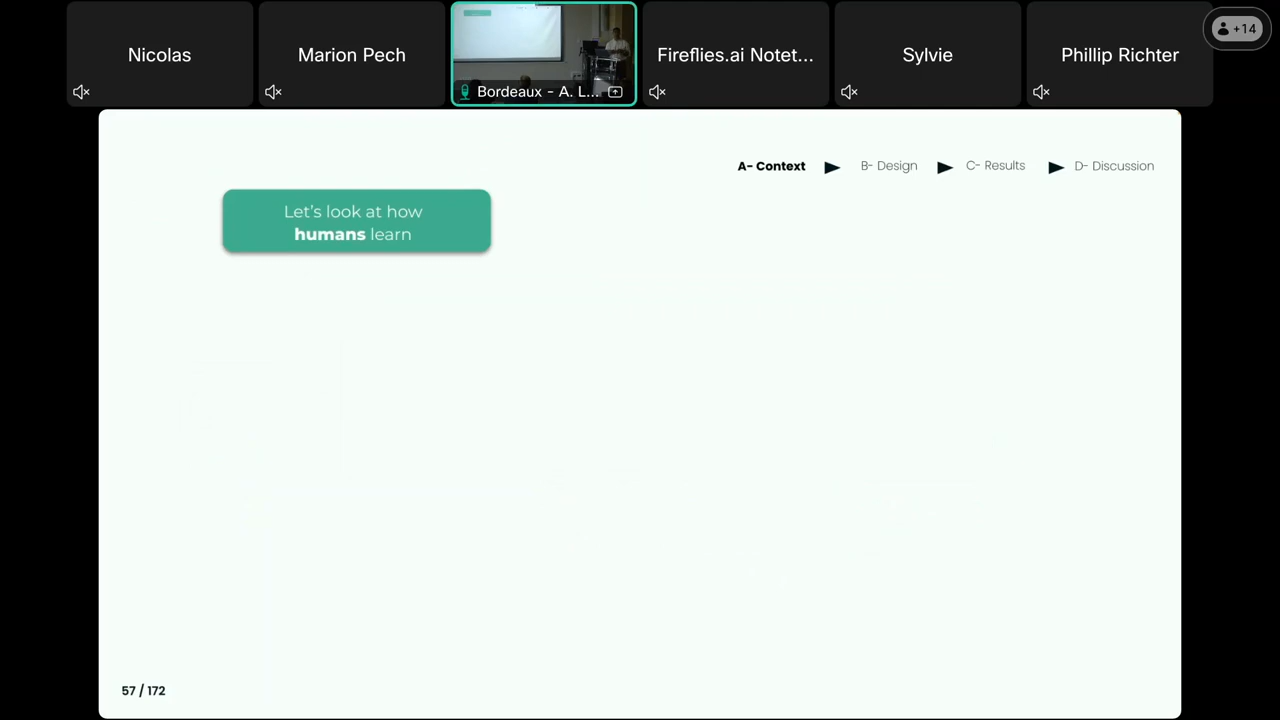 Nicolas
Marion Pech
Bordeaux - A. L...
Fireflies.ai Notet...
Sylvie
Phillip Richter
+14
A- Context
B- Design
C- Results
D- Discussion
Let's look at how
humans learn
57 / 172